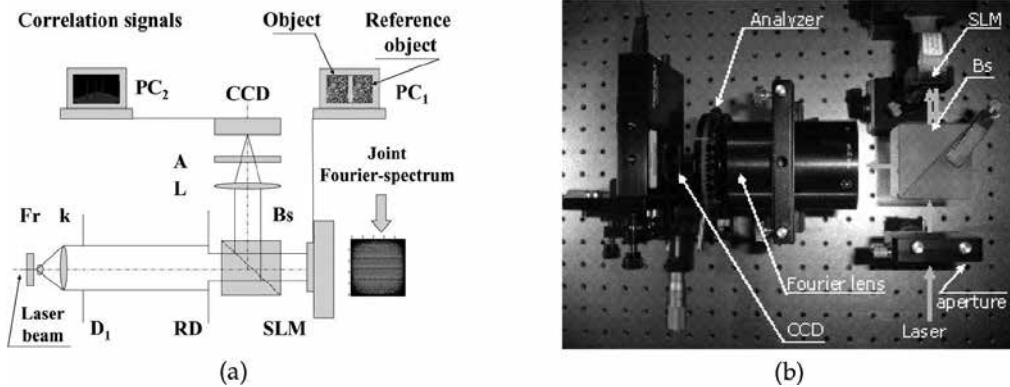 Correlation signals
Object
Reference
object
PC2
CCD
PC1
A
L
Joint
Fourier-spectrum
Fr
k
Bs
Laser
beam
D1
RD
SLM
(a)
Analyzer
SLM
Bs
Fourier lens
aperture
CCD
Laser
(b)